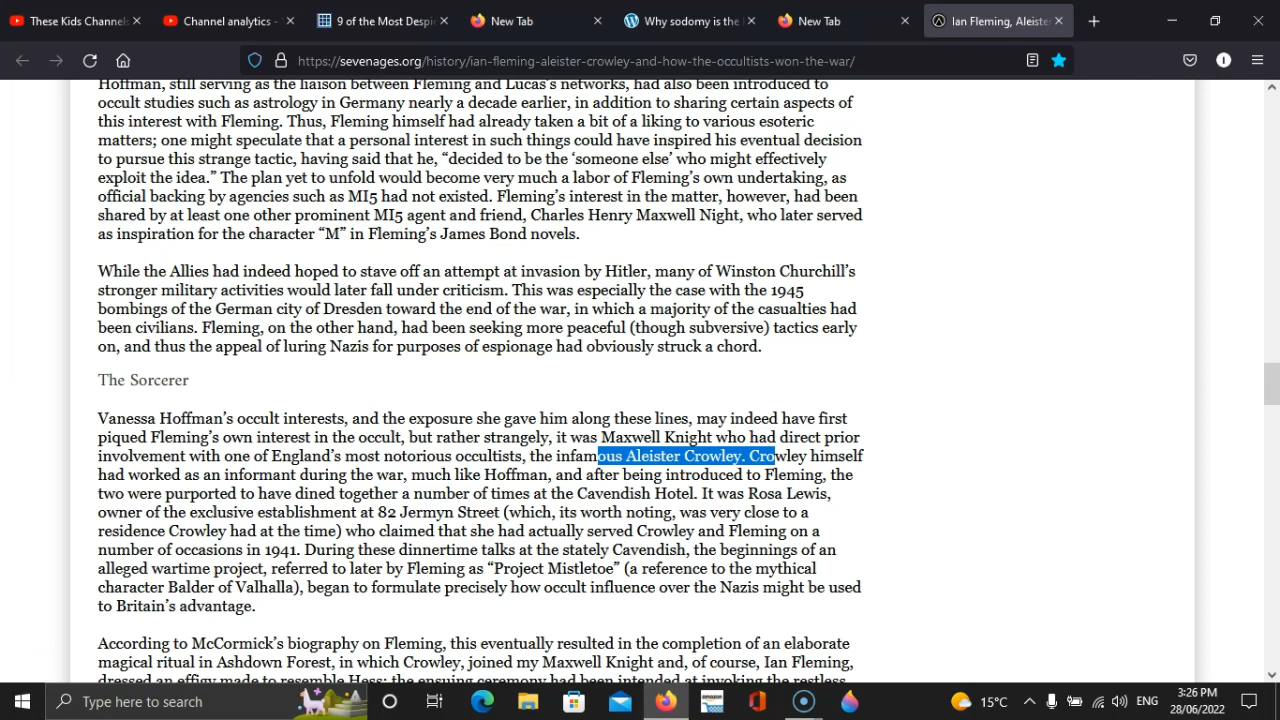 These Kids Channels
Channel analytics -
9 of the Most Despi
New Tab
Why sodomy is the
New Tab
Ian Fleming, Aleiste
https://sevenages.org/history/ian-fleming-aleister-crowley-and-how-the-occultists-won-the-war/
Hoffman, still serving as the liaison between Fleming and Lucas's networks, had also been introduced to
occult studies such as astrology in Germany nearly a decade earlier, in addition to sharing certain aspects of
this interest with Fleming. Thus, Fleming himself had already taken a bit of a liking to various esoteric
matters; one might speculate that a personal interest in such things could have inspired his eventual decision
to pursue this strange tactic, having said that he, “decided to be the ‘someone else’ who might effectively
exploit the idea.” The plan yet to unfold would become very much a labor of Fleming's own undertaking, as
official backing by agencies such as MI5 had not existed. Fleming's interest in the matter, however, had been
shared by at least one other prominent MI5 agent and friend, Charles Henry Maxwell Night, who later served
as inspiration for the character “M” in Fleming's James Bond novels.
While the Allies had indeed hoped to stave off an attempt at invasion by Hitler, many of Winston Churchill's
stronger military activities would later fall under criticism. This was especially the case with the 1945
bombings of the German city of Dresden toward the end of the war, in which a majority of the casualties had
been civilians. Fleming, on the other hand, had been seeking more peaceful (though subversive) tactics early
on, and thus the appeal of luring Nazis for purposes of espionage had obviously struck a chord.
The Sorcerer
Vanessa Hoffman's occult interests, and the exposure she gave him along these lines, may indeed have first
piqued Fleming's own interest in the occult, but rather strangely, it was Maxwell Knight who had direct prior
involvement with one of England's most notorious occultists, the infamous Aleister Crowley. Crowley himself
had worked as an informant during the war, much like Hoffman, and after being introduced to Fleming, the
two were purported to have dined together a number of times at the Cavendish Hotel. It was Rosa Lewis,
owner of the exclusive establishment at 82 Jermyn Street (which, its worth noting, was very close to a
residence Crowley had at the time) who claimed that she had actually served Crowley and Fleming on a
number of occasions in 1941. During these dinnertime talks at the stately Cavendish, the beginnings of an
alleged wartime project, referred to later by Fleming as “Project Mistletoe” (a reference to the mythical
character Balder of Valhalla), began to formulate precisely how occult influence over the Nazis might be used
to Britain's advantage.
According to McCormick's biography on Fleming, this eventually resulted in the completion of an elaborate
magical ritual in Ashdown Forest, in which Crowley, joined my Maxwell Knight and, of course, Ian Fleming,
dressed an effigy made to resemble Hess; the ensuing ceremony had been intended at invoking the restless
Type here to search
amazon
15°C
ENG
3:26 PM
28/06/2022